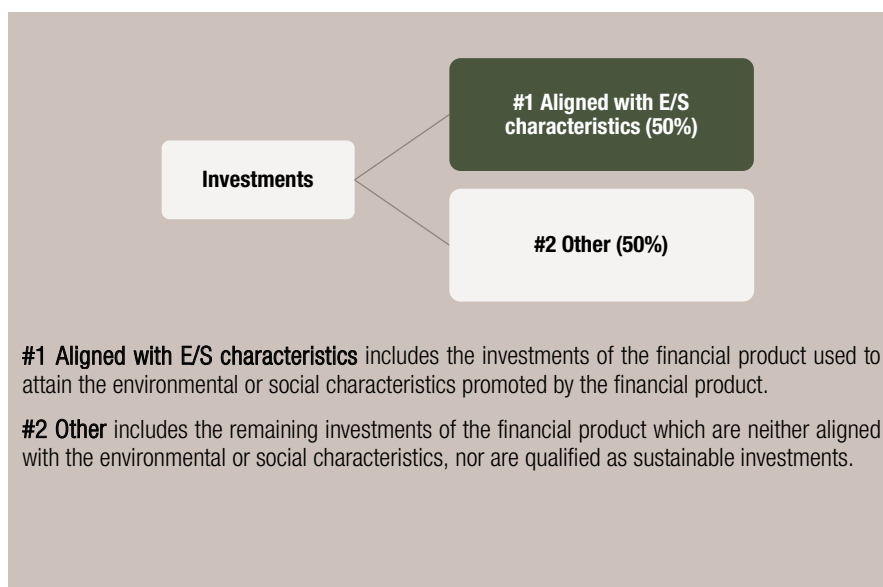 #1 Aligned with E/S
characteristics (50%)
Investments
#2 Other (50%)
#1 Aligned with E/S characteristics includes the investments of the financial product used to
attain the environmental or social characteristics promoted by the financial product.
#2 Other includes the remaining investments of the financial product which are neither aligned
with the environmental or social characteristics, nor are qualified as sustainable investments.